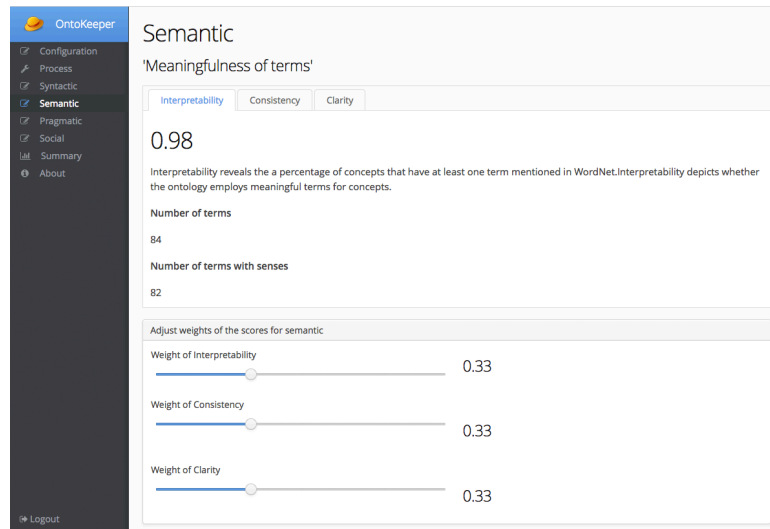 OntoKeeper
Configuration
Process
Syntactic
Semantic
Pragmatic
Social
Summary
About
Logout
Semantic
'Meaningfulness of terms'
Interpretability
Consistency
Clarity
0.98
Interpretability reveals the a percentage of concepts that have at least one term mentioned in WordNet.Interpretability depicts whether
the ontology employs meaningful terms for concepts.
Number of terms
84
Number of terms with senses
82
Adjust weights of the scores for semantic
Weight of Interpretability
0.33
Weight of Consistency
0.33
Weight of Clarity
0.33